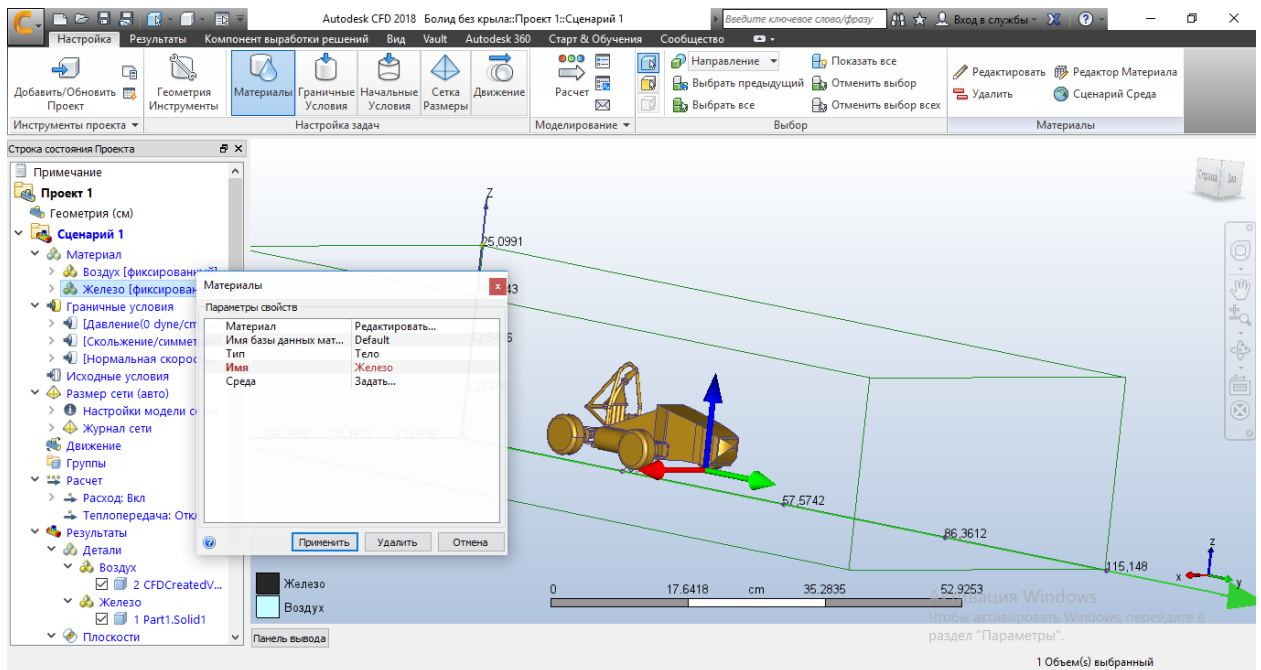 Autodesk CFD 2018 Болид без крыла::Проект 1::Сценарий 1
Введите ключевое слово/фразу
Вход в службы
Настройка Результаты Компонент выработки решений Вид Vault Autodesk 360 Старт & Обучения Сообщество
Добавить/Обновить Проект
Геометрия Инструменты
Материалы
Граничные Условия
Начальные Условия
Сетка Размеры
Движение
Расчет
Направление
Выбрать предыдущий
Выбрать все
Показать все
Отменить выбор
Отменить выбор всех
Редактировать
Удалить
Редактор Материала
Сценарий Среда
Инструменты проекта
Настройка задач
Моделирование
Выбор
Материалы
Строка состояния Проекта
Примечание
Проект 1
Геометрия (см)
Сценарий 1
Материал
Воздух [фиксированный]
Железо [фиксирован
Граничные условия
[Давление(0 dyne/cm
[Скольжение/симмет
[Нормальная скорос
Исходные условия
Размер сети (авто)
Настройки модели с
Журнал сети
Движение
Группы
Расчет
Расход: Вкл
Теплопередача: Отк
Результаты
Детали
Воздух
2 CFDCreatedV...
Железо
1 Part1.Solid1
Плоскости
Материалы
Параметры свойств
Материал Редактировать...
Имя базы данных мат... Default
Тип Тело
Имя Железо
Среда Задать...
Применить Удалить Отмена
Z
25,0991
57,5742
86,3612
115,148
Справа
Зад
Железо
Воздух
0 17.6418 cm 35.2835 52.9253
z
x
y
Активация Windows
Чтобы активировать Windows, перейдите в
раздел "Параметры".
Панель вывода
1 Объем(s) выбранный